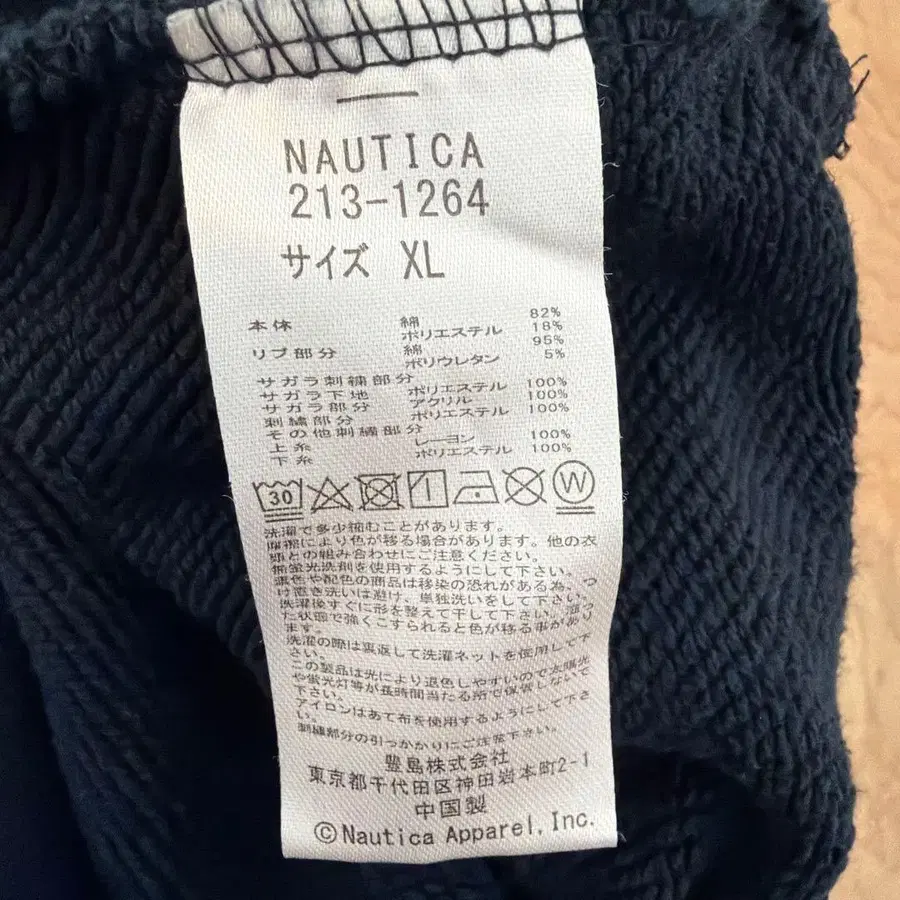 NAUTICA
213-1264
サイズ XL
本体 綿 82%
ポリエステル 18%
リブ部分 綿 95%
ポリウレタン 5%
サガラ刺繍部分
サガラ下地 ポリエステル 100%
サガラ部分 アクリル 100%
刺繍部分 ポリエステル 100%
その他刺繍部分
上糸 レーヨン 100%
下糸 ポリエステル 100%
30 W
洗濯で多少縮むことがあります。
摩擦により色が移る場合があります。他の衣
類との組み合わせにご注意ください。
無蛍光洗剤を使用するようにして下さい。
濃色や配色の商品は移染の恐れがある為、つ
け置き洗いは避け、単独洗いをして下さい。
洗濯後すぐに形を整えて干して下さい。湿っ
た状態で強くこすられると色が移る事があり
ます。
洗濯の際は裏返して洗濯ネットを使用して下
さい。
この製品は光により退色しやすいので太陽光
や蛍光灯等が長時間当たる所で保管しないで
下さい。
アイロンはあて布を使用するようにして下さ
い。
刺繍部分の引っかかりにご注意下さい。
豊島株式会社
東京都千代田区神田岩本町2-1
中国製
©Nautica Apparel, Inc.